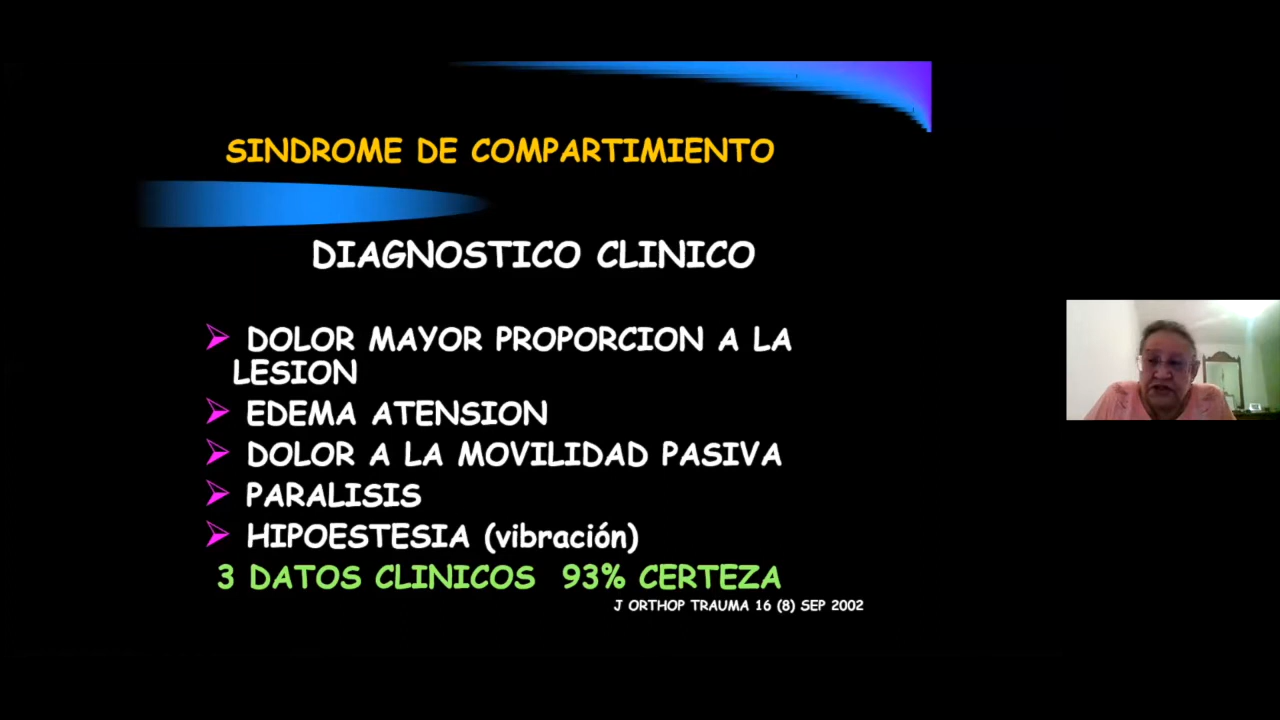 SINDROME DE COMPARTIMIENTO
DIAGNOSTICO CLINICO
DOLOR MAYOR PROPORCION A LA
LESION
EDEMA ATENSION
DOLOR A LA MOVILIDAD PASIVA
PARALISIS
HIPOESTESIA (vibración)
3 DATOS CLINICOS 93% CERTEZA
J ORTHOP TRAUMA 16 (8) SEP 2002